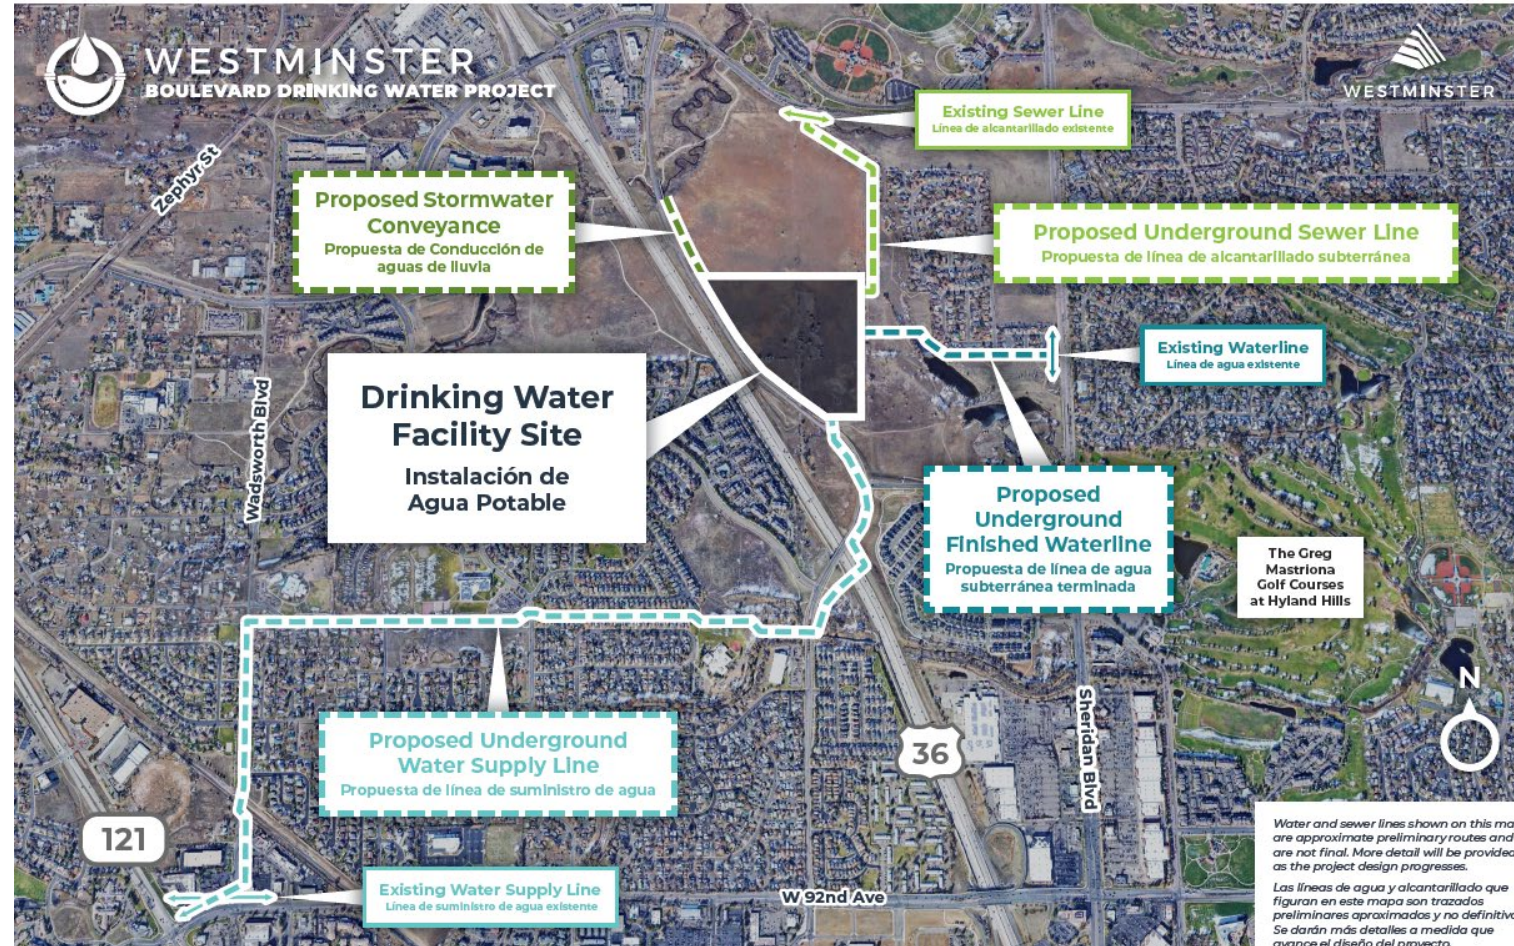 WESTMINSTER
BOULEVARD DRINKING WATER PROJECT
WESTMINSTER
Existing Sewer Line
Línea de alcantarillado existente
Zephyr St
Proposed Stormwater
Conveyance
Propuesta de Conducción de
aguas de lluvia
Proposed Underground Sewer Line
Propuesta de línea de alcantarillado subterránea
Existing Waterline
Línea de agua existente
Drinking Water
Facility Site
Instalación de
Agua Potable
Wadsworth Blvd
Proposed
Underground
Finished Waterline
Propuesta de línea de agua
subterránea terminada
The Greg
Mastriona
Golf Courses
at Hyland Hills
N
Proposed Underground
Water Supply Line
Propuesta de línea de suministro de agua
36
Sheridan Blvd
121
Existing Water Supply Line
Línea de suministro de agua existente
W 92nd Ave
Water and sewer lines shown on this ma
are approximate preliminary routes and
are not final. More detail will be provided
as the project design progresses.
Las líneas de agua y alcantarillado que
figuran en este mapa son trazados
preliminares aproximados y no definitivo
Se darán más detalles a medida que
avance el diseño del proyecto